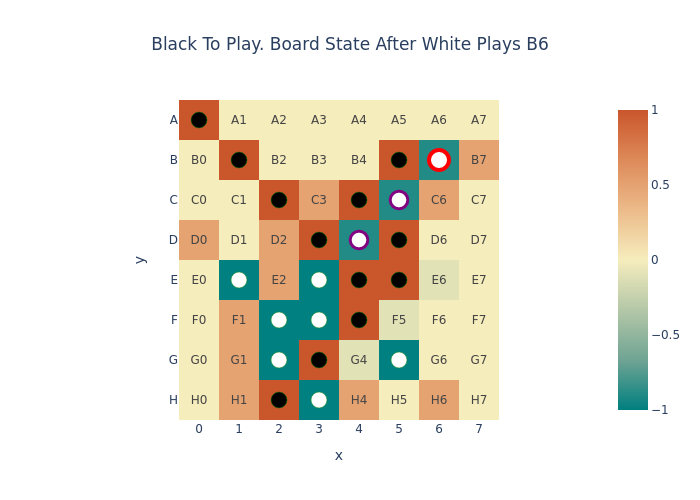 Black To Play. Board State After White Plays B6
A A1 A2 A3 A4 A5 A6 A7 1
B B0 B2 B3 B4 B7
C C0 C1 C3 C6 C7 0.5
D D0 D1 D2 D6 D7
y E E0 E2 E6 E7 0
F F0 F1 F5 F6 F7 −0.5
G G0 G1 G4 G6 G7
H H0 H1 H4 H5 H6 H7 −1
0 1 2 3 4 5 6 7
x